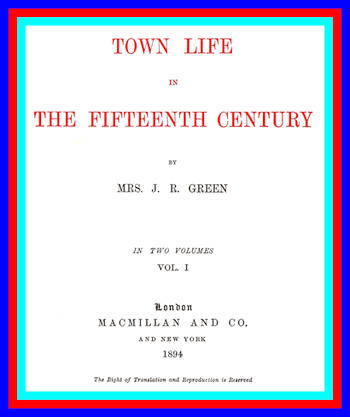 TOWN LIFE
IN
THE FIFTEENTH CENTURY
BY
MRS. J. R. GREEN
IN TWO VOLUMES
VOL. I
London
MACMILLAN AND CO.
AND NEW YORK
1894
The Right of Translation and Reproduction is Reserved